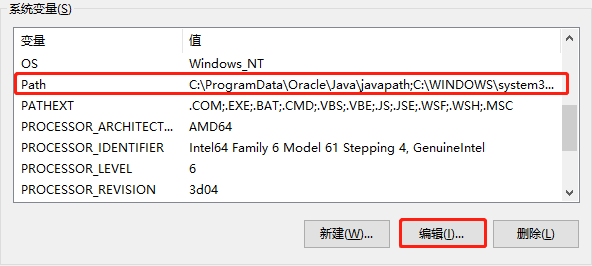 系统变量(S)
变量 值
OS Windows_NT
Path C:\ProgramData\Oracle\Java\javapath;C:\WINDOWS\system3...
PATHEXT .COM;.EXE;.BAT;.CMD;.VBS;.VBE;.JS;.JSE;.WSF;.WSH;.MSC
PROCESSOR_ARCHITECT... AMD64
PROCESSOR_IDENTIFIER Intel64 Family 6 Model 61 Stepping 4, GenuineIntel
PROCESSOR_LEVEL 6
PROCESSOR_REVISION 3d04
新建(W)... 编辑(I)... 删除(L)